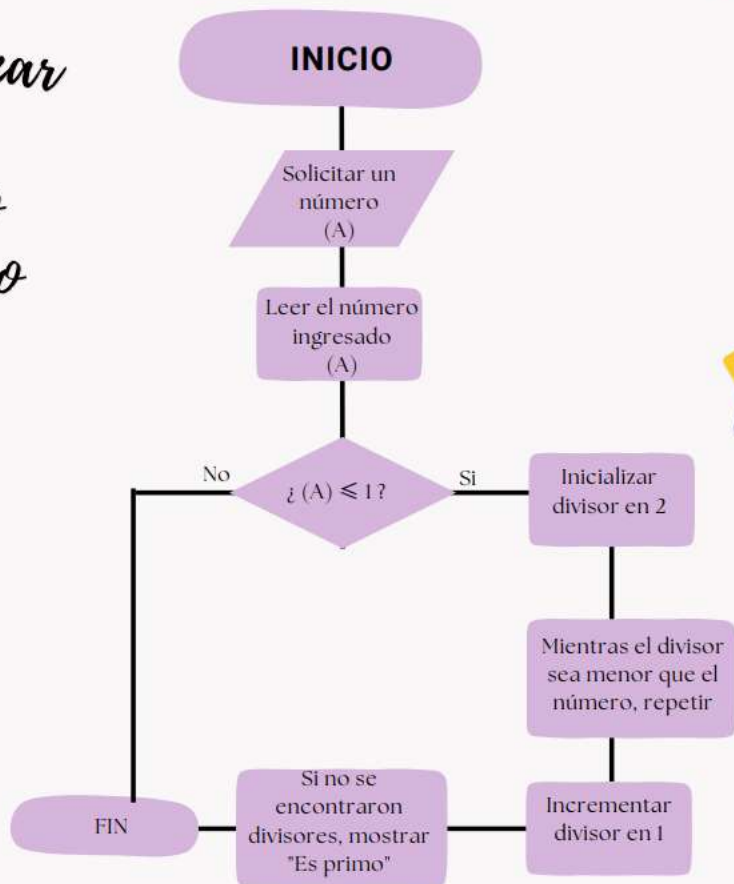 INICIO
Solicitar un
número
(A)
Leer el número
ingresado
(A)
No
¿ (A) ≤ 1 ?
Si
Inicializar
divisor en 2
Mientras el divisor
sea menor que el
número, repetir
Incrementar
divisor en 1
Si no se
encontraron
divisores, mostrar
"Es primo"
FIN